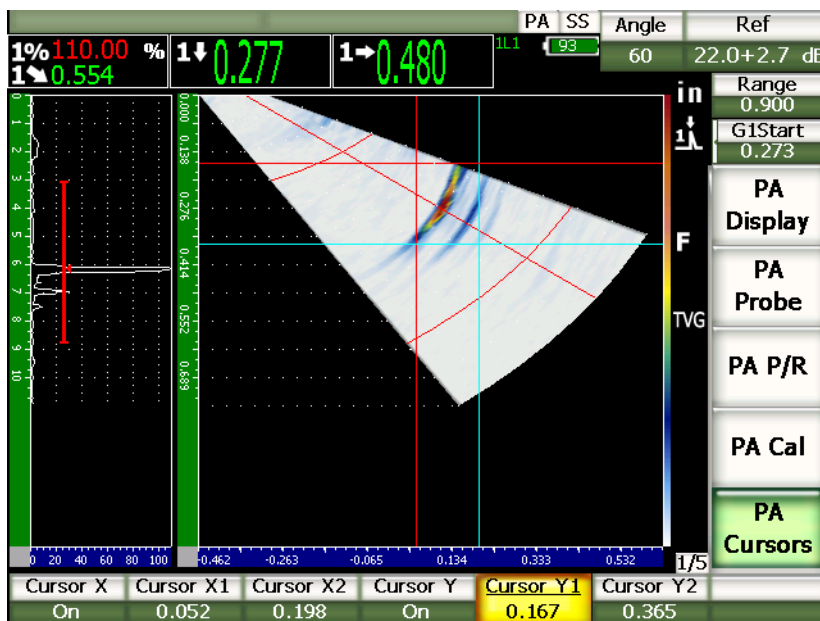 PA SS Angle Ref
1L1 93 60 22.0+2.7 dB
1% 110.00 % 1 0.277 1 0.480
1 0.554
Range
0.900
in
1
G1Start
0.273
PA
Display
F
PA
Probe
TVG
PA P/R
PA Cal
PA
Cursors
0
1
2
3
4
5
6
7
8
9
10
0.000
0.138
0.276
0.414
0.552
0.689
0 20 40 60 80 100
-0.462 -0.263 -0.065 0.134 0.333 0.532
1/5
Cursor X Cursor X1 Cursor X2 Cursor Y Cursor Y1 Cursor Y2
On 0.052 0.198 On 0.167 0.365